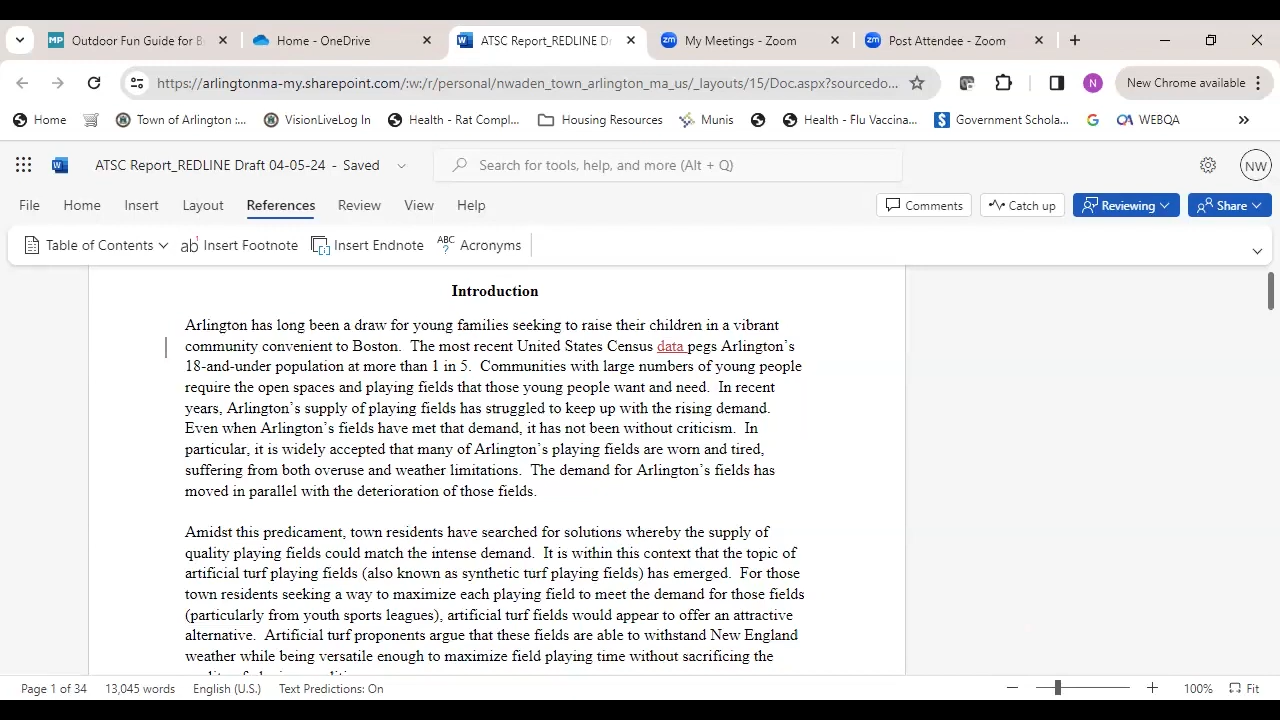 Outdoor Fun Guide for B
Home - OneDrive
ATSC Report_REDLINE Dr
My Meetings - Zoom
Post Attendee - Zoom
https://arlingtonma-my.sharepoint.com/:w:/r/personal/nwaden_town_arlington_ma_us/_layouts/15/Doc.aspx?sourcedo...
N
New Chrome available
Home
Town of Arlington :...
VisionLiveLog In
Health - Rat Compl...
Housing Resources
Munis
Health - Flu Vaccina...
Government Schola...
WEBQA
ATSC Report_REDLINE Draft 04-05-24 - Saved
Search for tools, help, and more (Alt + Q)
NW
File Home Insert Layout References Review View Help
Comments
Catch up
Reviewing
Share
Table of Contents
Insert Footnote
Insert Endnote
Acronyms
Introduction
Arlington has long been a draw for young families seeking to raise their children in a vibrant
community convenient to Boston. The most recent United States Census data pegs Arlington's
18-and-under population at more than 1 in 5. Communities with large numbers of young people
require the open spaces and playing fields that those young people want and need. In recent
years, Arlington's supply of playing fields has struggled to keep up with the rising demand.
Even when Arlington's fields have met that demand, it has not been without criticism. In
particular, it is widely accepted that many of Arlington's playing fields are worn and tired,
suffering from both overuse and weather limitations. The demand for Arlington's fields has
moved in parallel with the deterioration of those fields.
Amidst this predicament, town residents have searched for solutions whereby the supply of
quality playing fields could match the intense demand. It is within this context that the topic of
artificial turf playing fields (also known as synthetic turf playing fields) has emerged. For those
town residents seeking a way to maximize each playing field to meet the demand for those fields
(particularly from youth sports leagues), artificial turf fields would appear to offer an attractive
alternative. Artificial turf proponents argue that these fields are able to withstand New England
weather while being versatile enough to maximize field playing time without sacrificing the
Page 1 of 34
13,045 words
English (U.S.)
Text Predictions: On
100%
Fit